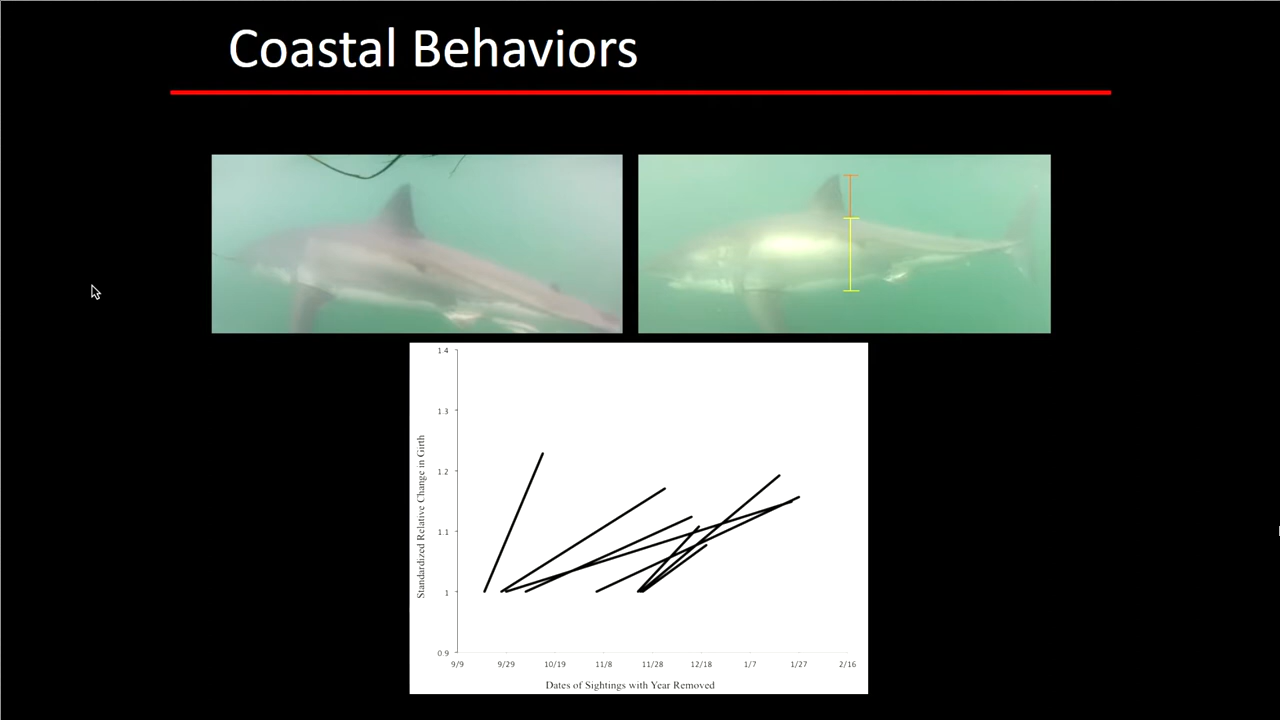 Coastal Behaviors
1.4
1.3
1.2
1.1
1
0.9
Standardized Relative Change in Girth
9/9 9/29 10/19 11/8 11/28 12/18 1/7 1/27 2/16
Dates of Sightings with Year Removed